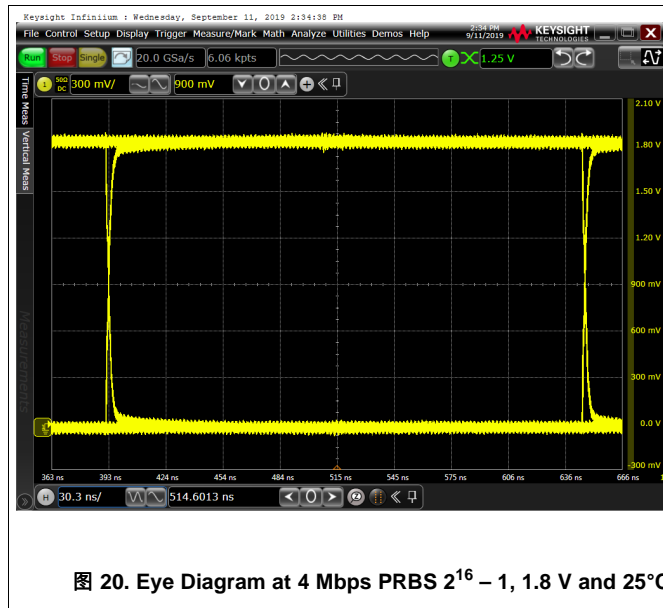 Keysight Infiniium : Wednesday, September 11, 2019 2:34:38 PM
File Control Setup Display Trigger Measure/Mark Math Analyze Utilities Demos Help
2:34 PM
9/11/2019
KEYSIGHT
TECHNOLOGIES
Run Stop Single 20.0 GSa/s 6.06 kpts T 1.25 V
1 50Ω DC 300 mV/ 900 mV
Time Meas
Vertical Meas
Measurements
2.10 V
1.80 V
1.50 V
1.20 V
900 mV
600 mV
300 mV
0.0 V
-300 mV
363 ns 393 ns 424 ns 454 ns 484 ns 515 ns 545 ns 575 ns 606 ns 636 ns 666 ns
H 30.3 ns/ 514.6013 ns
图 20. Eye Diagram at 4 Mbps PRBS 2¹⁶ – 1, 1.8 V and 25°C